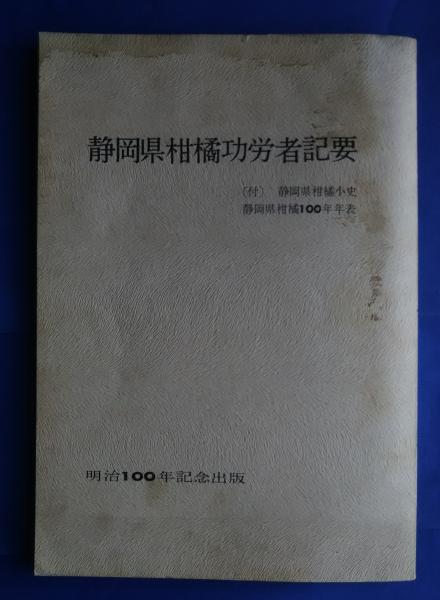 静岡県柑橘功労者記要
〔付〕 静岡県柑橘小史
静岡県柑橘100年年表
明治100年記念出版